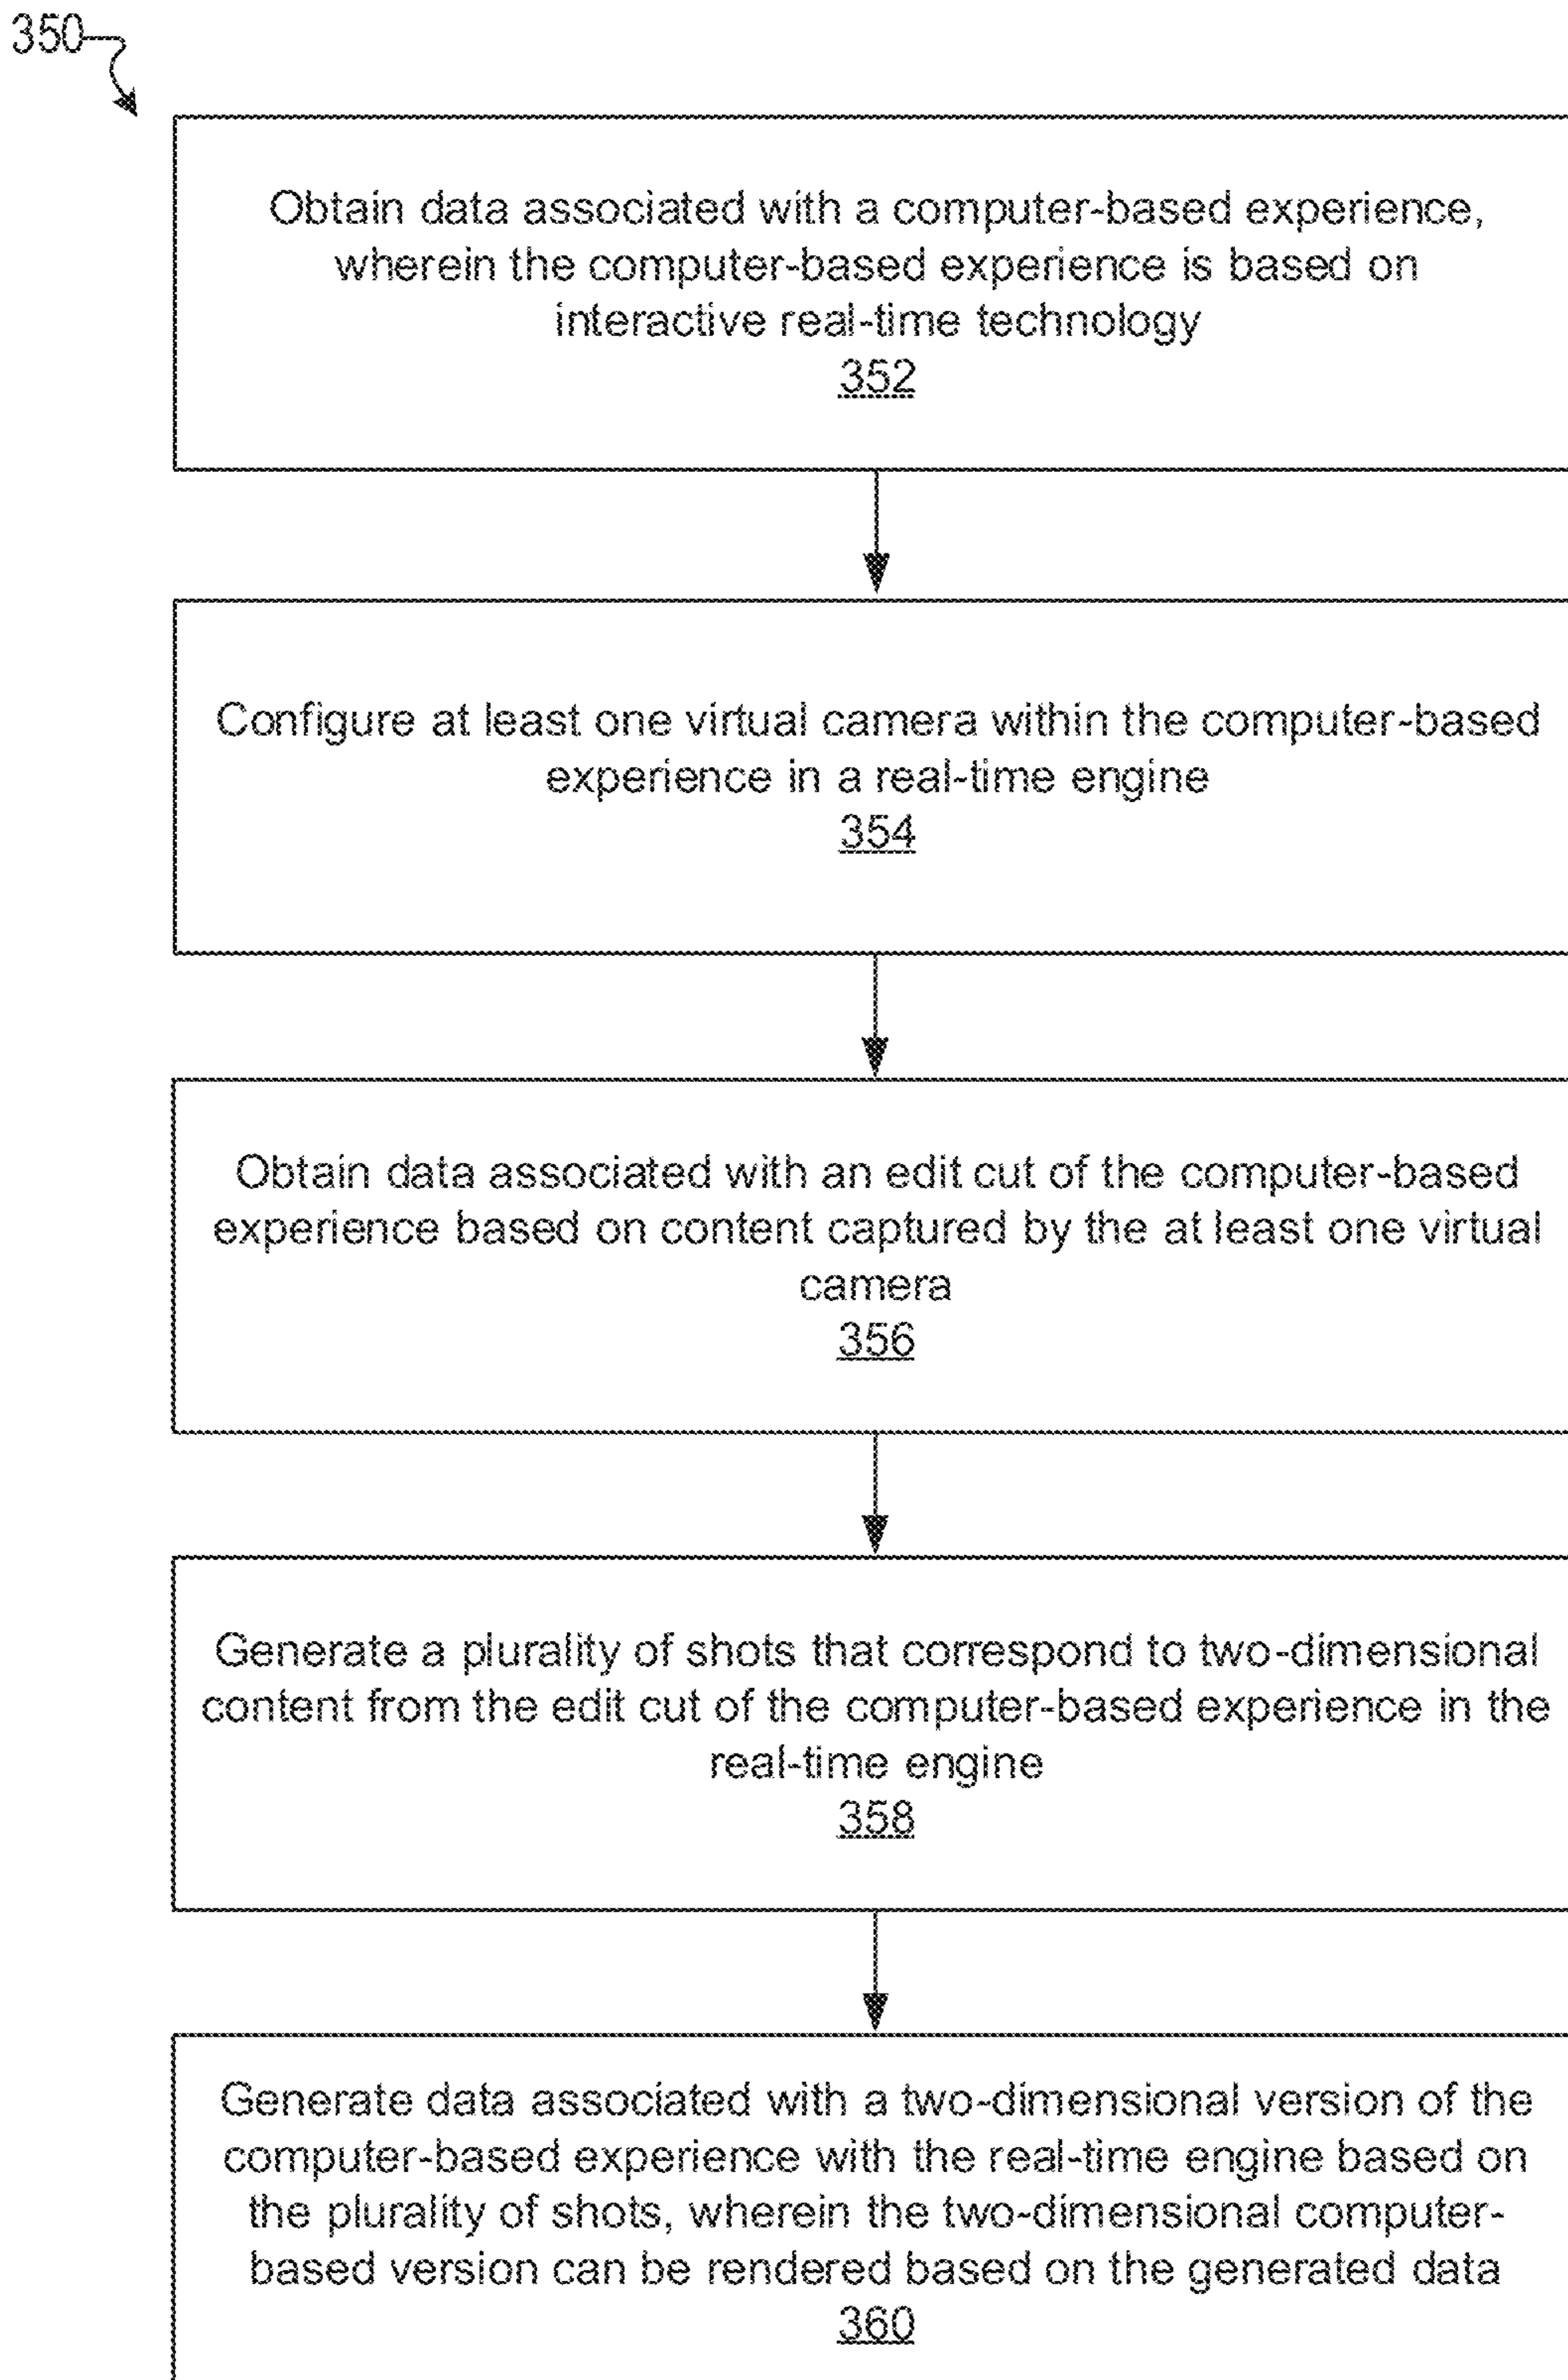 350
Obtain data associated with a computer-based experience,
wherein the computer-based experience is based on
interactive real-time technology
352
Configure at least one virtual camera within the computer-based
experience in a real-time engine
354
Obtain data associated with an edit cut of the computer-based
experience based on content captured by the at least one virtual
camera
356
Generate a plurality of shots that correspond to two-dimensional
content from the edit cut of the computer-based experience in the
real-time engine
358
Generate data associated with a two-dimensional version of the
computer-based experience with the real-time engine based on
the plurality of shots, wherein the two-dimensional computer-
based version can be rendered based on the generated data
360